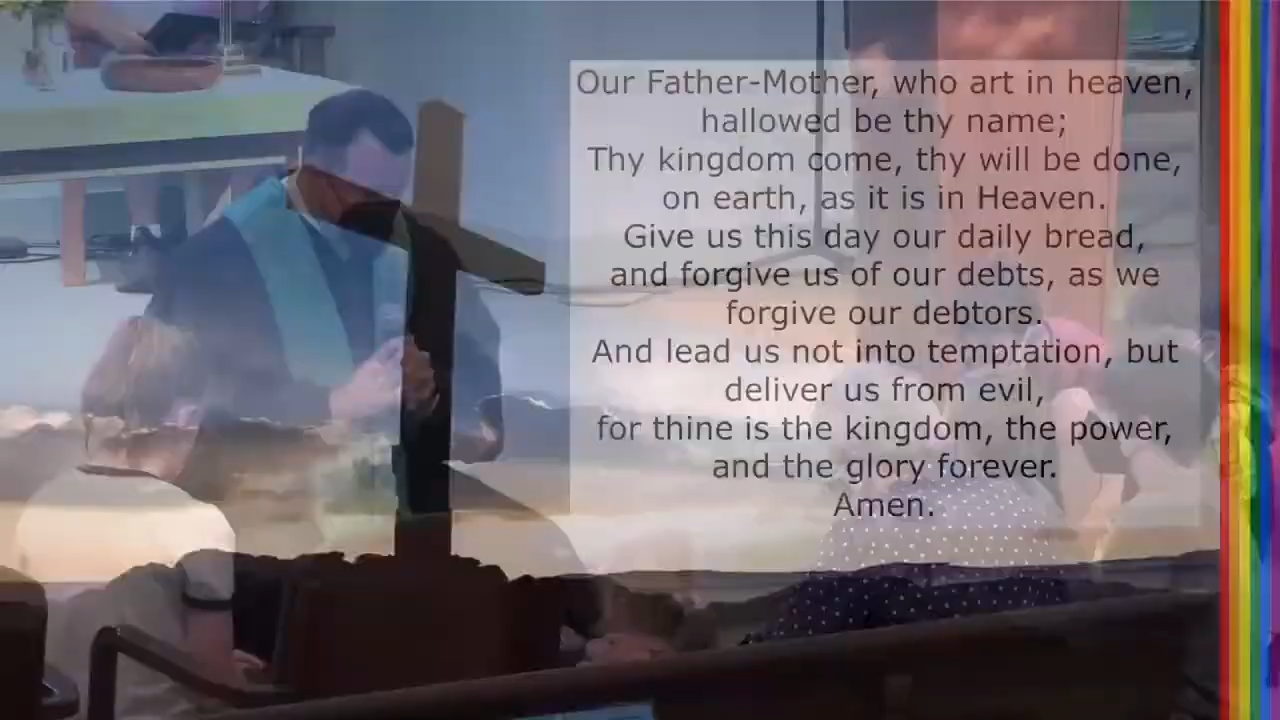 Our Father-Mother, who art in heaven,
hallowed be thy name;
Thy kingdom come, thy will be done,
on earth, as it is in Heaven.
Give us this day our daily bread,
and forgive us of our debts, as we
forgive our debtors.
And lead us not into temptation, but
deliver us from evil,
for thine is the kingdom, the power,
and the glory forever.
Amen.